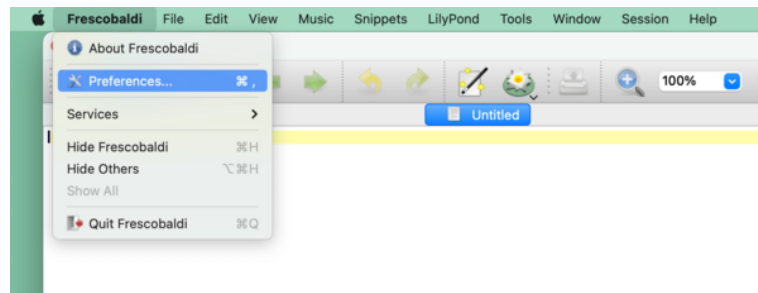 Frescobaldi File Edit View Music Snippets LilyPond Tools Window Session Help
About Frescobaldi
Preferences... ⌘ ,
100%
Services
Untitled
Hide Frescobaldi ⌘H
Hide Others ⌥⌘H
Show All
Quit Frescobaldi ⌘Q